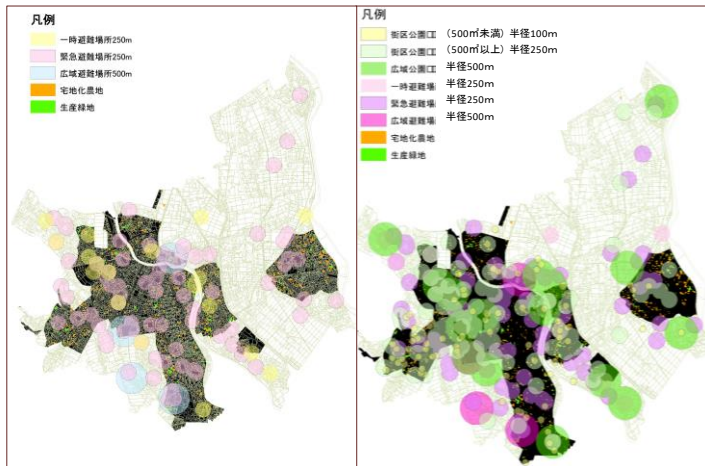 凡例
一時避難場所250m
緊急避難場所250m
広域避難場所500m
宅地化農地
生産緑地
凡例
街区公園 (500㎡未満) 半径100m
街区公園 (500㎡以上) 半径250m
広域公園 半径500m
一時避難場 半径250m
緊急避難場 半径250m
広域避難場 半径500m
宅地化農地
生産緑地